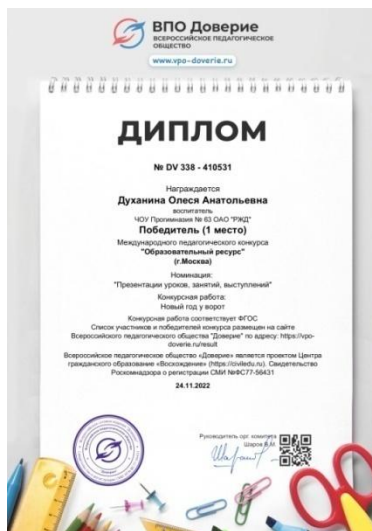 ВПО Доверие
ВСЕРОССИЙСКОЕ ПЕДАГОГИЧЕСКОЕ
ОБЩЕСТВО
www.vpo-doverie.ru
ДИПЛОМ
№ DV 338 - 410531
Награждается
Духанина Олеся Анатольевна
воспитатель
ЧОУ Прогимназия № 63 ОАО "РЖД"
Победитель (1 место)
Международного педагогического конкурса
"Образовательный ресурс"
(г.Москва)
Номинация:
"Презентации уроков, занятий, выступлений"
Конкурсная работа:
Новый год у ворот
Конкурсная работа соответствует ФГОС
Список участников и победителей конкурса размещен на сайте
Всероссийского педагогического общества "Доверие" по адресу: https://vpo-
doverie.ru/result
Всероссийское педагогическое общество «Доверие» является проектом Центра
гражданского образования «Восхождение» (https://civiledu.ru). Свидетельство
Роскомнадзора о регистрации СМИ №ФС77-56431
24.11.2022
Руководитель орг. комитета
Шаров В.М.